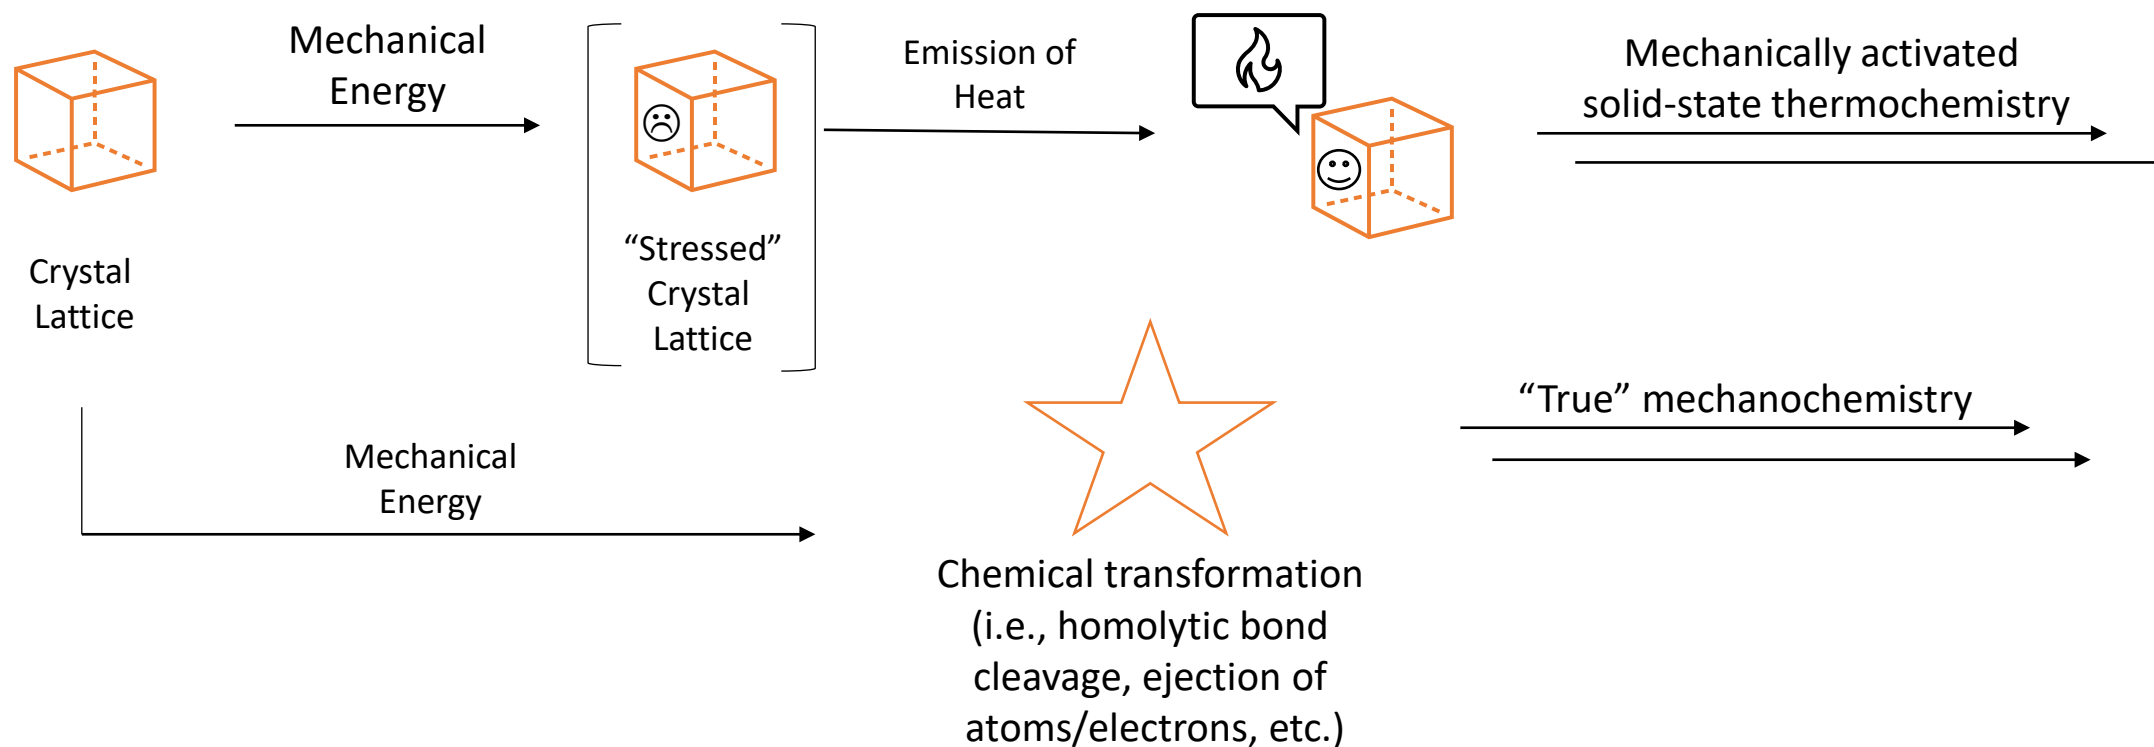 Mechanical
Energy
Emission of
Heat
Mechanically activated
solid-state thermochemistry
Crystal
Lattice
“Stressed”
Crystal
Lattice
“True” mechanochemistry
Mechanical
Energy
Chemical transformation
(i.e., homolytic bond
cleavage, ejection of
atoms/electrons, etc.)